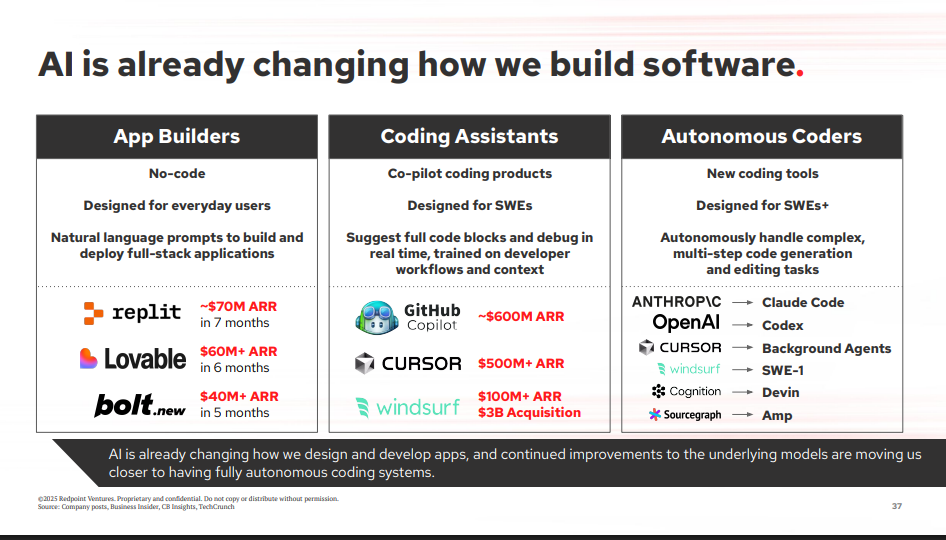 AI is already changing how we build software.
App Builders
No-code
Designed for everyday users
Natural language prompts to build and
deploy full-stack applications
replit
~$70M ARR
in 7 months
Lovable
$60M+ ARR
in 6 months
bolt.new
$40M+ ARR
in 5 months
Coding Assistants
Co-pilot coding products
Designed for SWEs
Suggest full code blocks and debug in
real time, trained on developer
workflows and context
GitHub
Copilot
~$600M ARR
CURSOR
$500M+ ARR
windsurf
$100M+ ARR
$3B Acquisition
Autonomous Coders
New coding tools
Designed for SWEs+
Autonomously handle complex,
multi-step code generation
and editing tasks
ANTHROP\C → Claude Code
OpenAI → Codex
CURSOR → Background Agents
windsurf → SWE-1
Cognition → Devin
Sourcegraph → Amp
AI is already changing how we design and develop apps, and continued improvements to the underlying models are moving us
closer to having fully autonomous coding systems.
©2025 Redpoint Ventures. Proprietary and confidential. Do not copy or distribute without permission.
Source: Company posts, Business Insider, CB Insights, TechCrunch
37